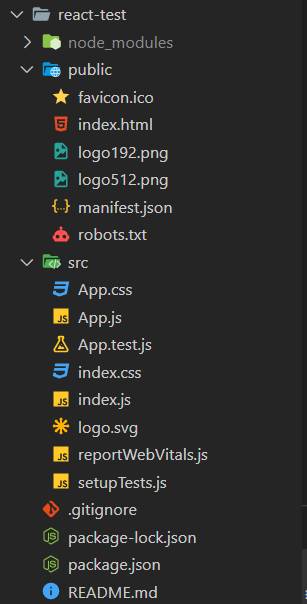 react-test
node_modules
public
favicon.ico
index.html
logo192.png
logo512.png
manifest.json
robots.txt
src
App.css
App.js
App.test.js
index.css
index.js
logo.svg
reportWebVitals.js
setupTests.js
.gitignore
package-lock.json
package.json
README.md